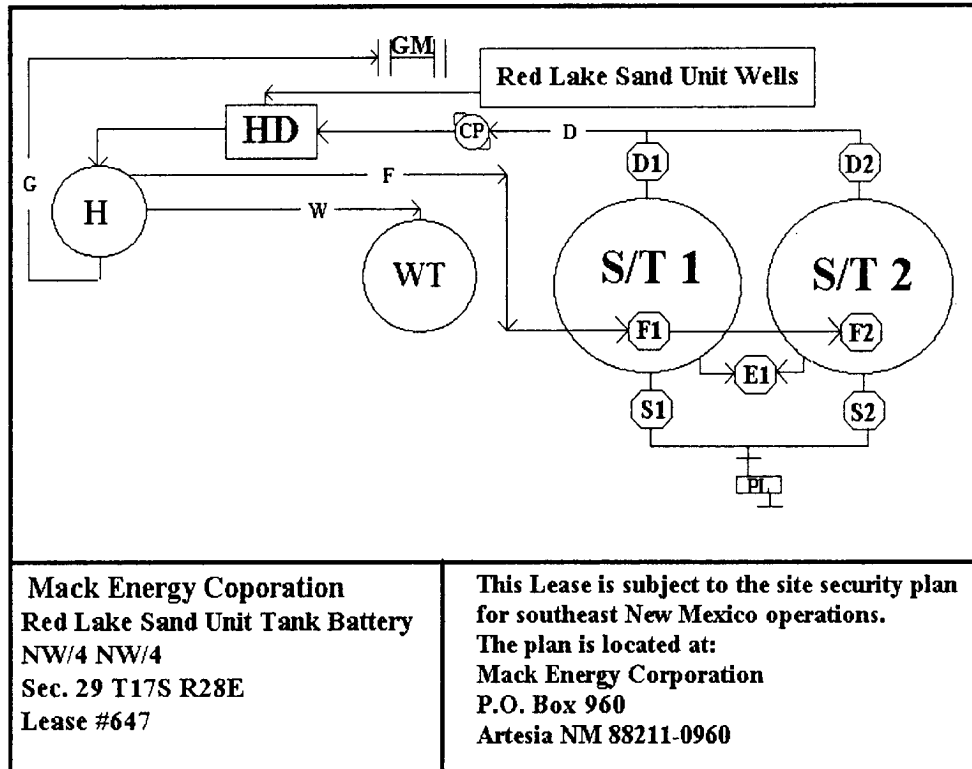 GM
Red Lake Sand Unit Wells
HD
CP
D
D1
D2
G
F
H
W
WT
S/T 1
S/T 2
F1
F2
E1
S1
S2
PL
Mack Energy Coporation
Red Lake Sand Unit Tank Battery
NW/4 NW/4
Sec. 29 T17S R28E
Lease #647
This Lease is subject to the site security plan
for southeast New Mexico operations.
The plan is located at:
Mack Energy Corporation
P.O. Box 960
Artesia NM 88211-0960